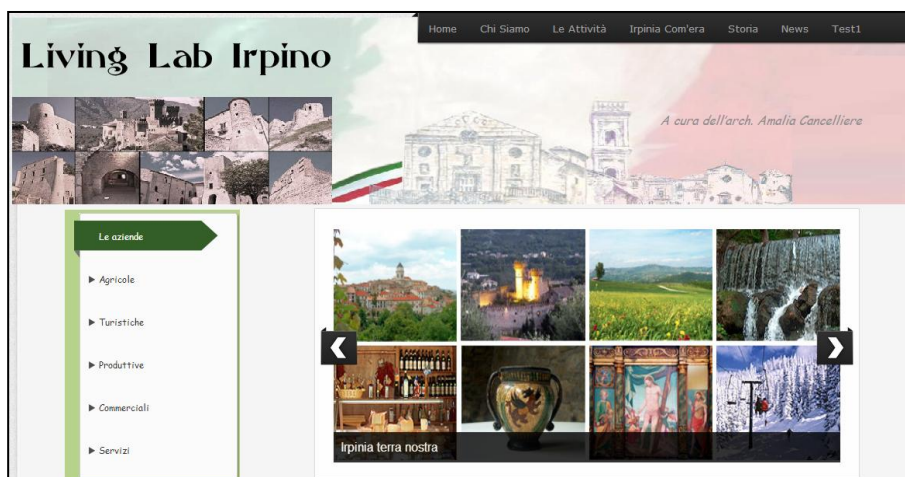 Home Chi Siamo Le Attività Irpinia Com'era Storia News Test1
Living Lab Irpino
A cura dell'arch. Amalia Cancelliere
Le aziende
Agricole
Turistiche
Produttive
Commerciali
Servizi
Irpinia terra nostra